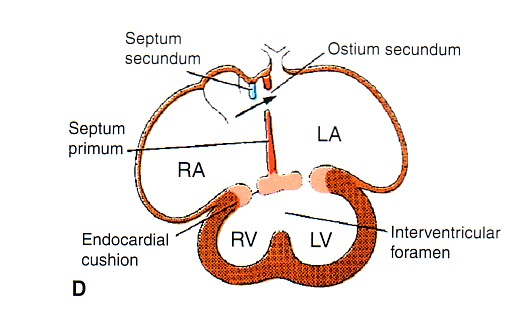 Septum
secundum
Ostium secundum
Septum
primum
LA
RA
Endocardial
cushion
RV
LV
Interventricular
foramen
D